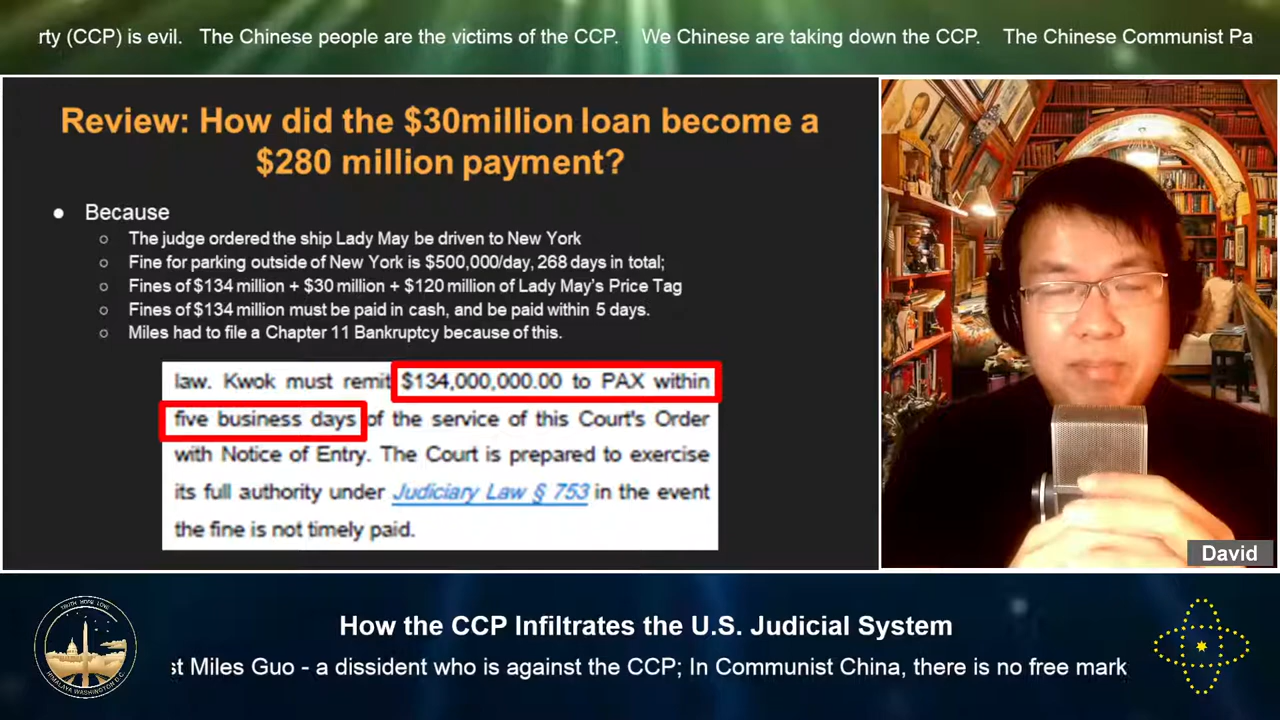 rty (CCP) is evil. The Chinese people are the victims of the CCP. We Chinese are taking down the CCP. The Chinese Communist Pa
Review: How did the $30million loan become a
$280 million payment?
● Because
○ The judge ordered the ship Lady May be driven to New York
○ Fine for parking outside of New York is $500,000/day, 268 days in total;
○ Fines of $134 million + $30 million + $120 million of Lady May's Price Tag
○ Fines of $134 million must be paid in cash, and be paid within 5 days.
○ Miles had to file a Chapter 11 Bankruptcy because of this.
law. Kwok must remit $134,000,000.00 to PAX within
five business days of the service of this Court's Order
with Notice of Entry. The Court is prepared to exercise
its full authority under Judiciary Law § 753 in the event
the fine is not timely paid.
David
TRUTH HOPE LOVE
HIMALAYA WASHINGTON D.C.
How the CCP Infiltrates the U.S. Judicial System
st Miles Guo - a dissident who is against the CCP; In Communist China, there is no free mark